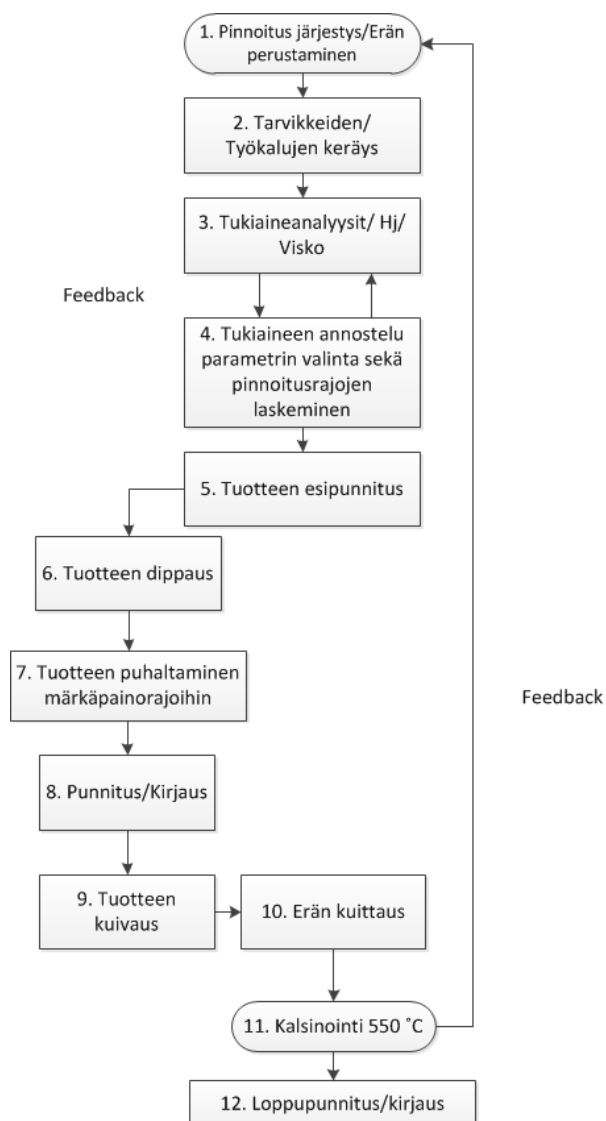 1. Pinnoitus järjestys/Erän
perustaminen
2. Tarvikkeiden/
Työkalujen keräys
3. Tukiaineanalyysit/ Hj/
Visko
Feedback
4. Tukiaineen annostelu
parametrin valinta sekä
pinnoitusrajojen
laskeminen
5. Tuotteen esipunnitus
6. Tuotteen dippaus
7. Tuotteen puhaltaminen
märkäpainorajoihin
Feedback
8. Punnitus/Kirjaus
9. Tuotteen
kuivaus
10. Erän kuittaus
11. Kalsinointi 550 ˚C
12. Loppupunnitus/kirjaus